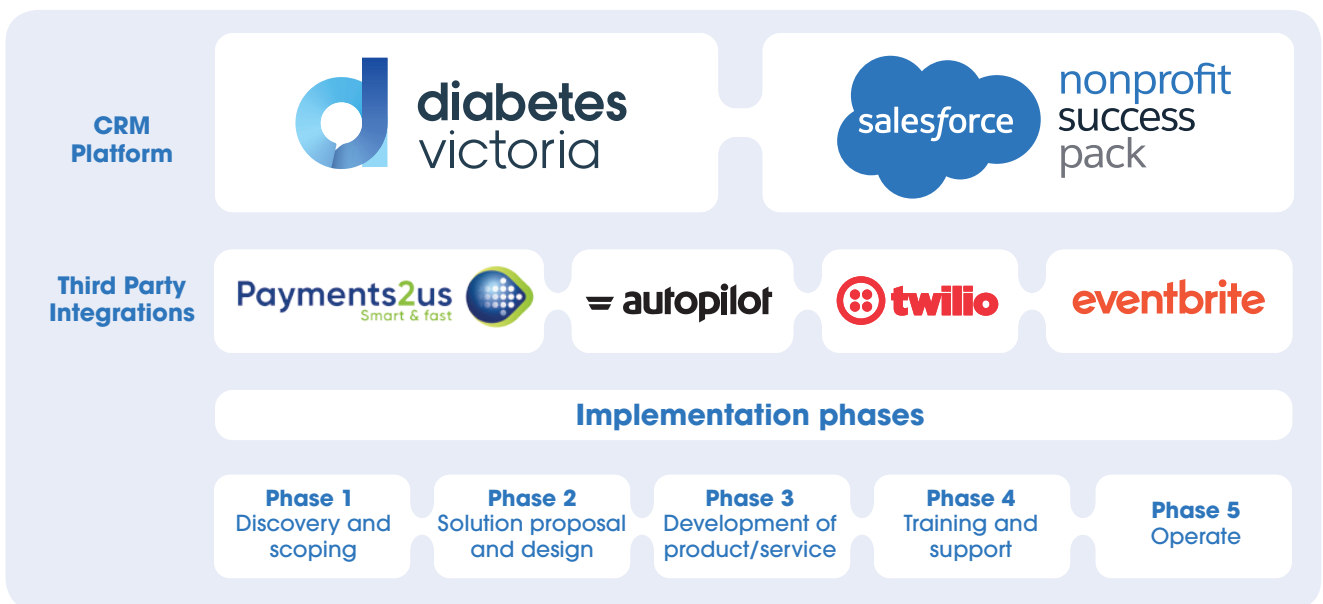 CRM
Platform
diabetes
victoria
salesforce
nonprofit
success
pack
Third Party
Integrations
Payments2us
Smart & fast
autopilot
twilio
eventbrite
Implementation phases
Phase 1
Discovery and
scoping
Phase 2
Solution proposal
and design
Phase 3
Development of
product/service
Phase 4
Training and
support
Phase 5
Operate